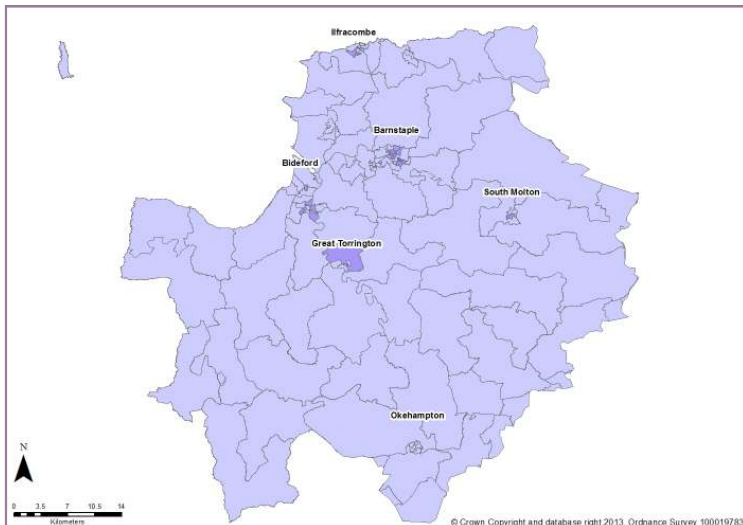 Ilfracombe
Barnstaple
Bideford
South Molton
Great Torrington
Okehampton
N
0 3.5 7 10.5 14
Kilometers
© Crown Copyright and database right 2013. Ordnance Survey 100019783